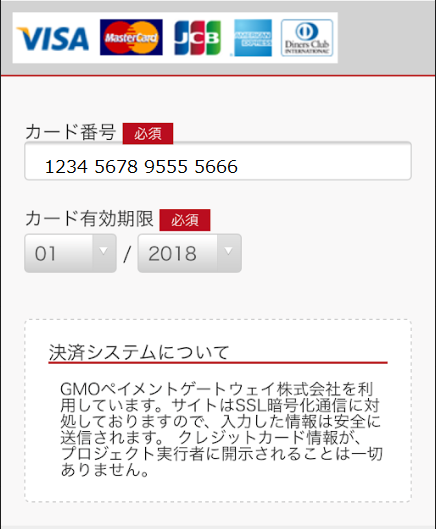 VISA MasterCard JCB AMERICAN EXPRESS Diners Club INTERNATIONAL
カード番号 必須
1234 5678 9555 5666
カード有効期限 必須
01 / 2018
決済システムについて
GMOペイメントゲートウェイ株式会社を利
用しています。サイトはSSL暗号化通信に対
処しておりますので、入力した情報は安全に
送信されます。 クレジットカード情報が、
プロジェクト実行者に開示されることは一切
ありません。